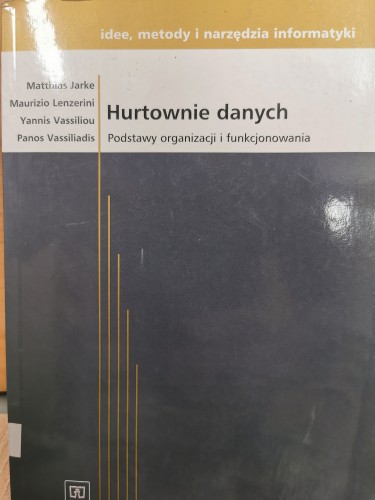 idee, metody i narzędzia informatyki
Matthias Jarke
Maurizio Lenzerini
Yannis Vassiliou
Panos Vassiliadis
Hurtownie danych
Podstawy organizacji i funkcjonowania